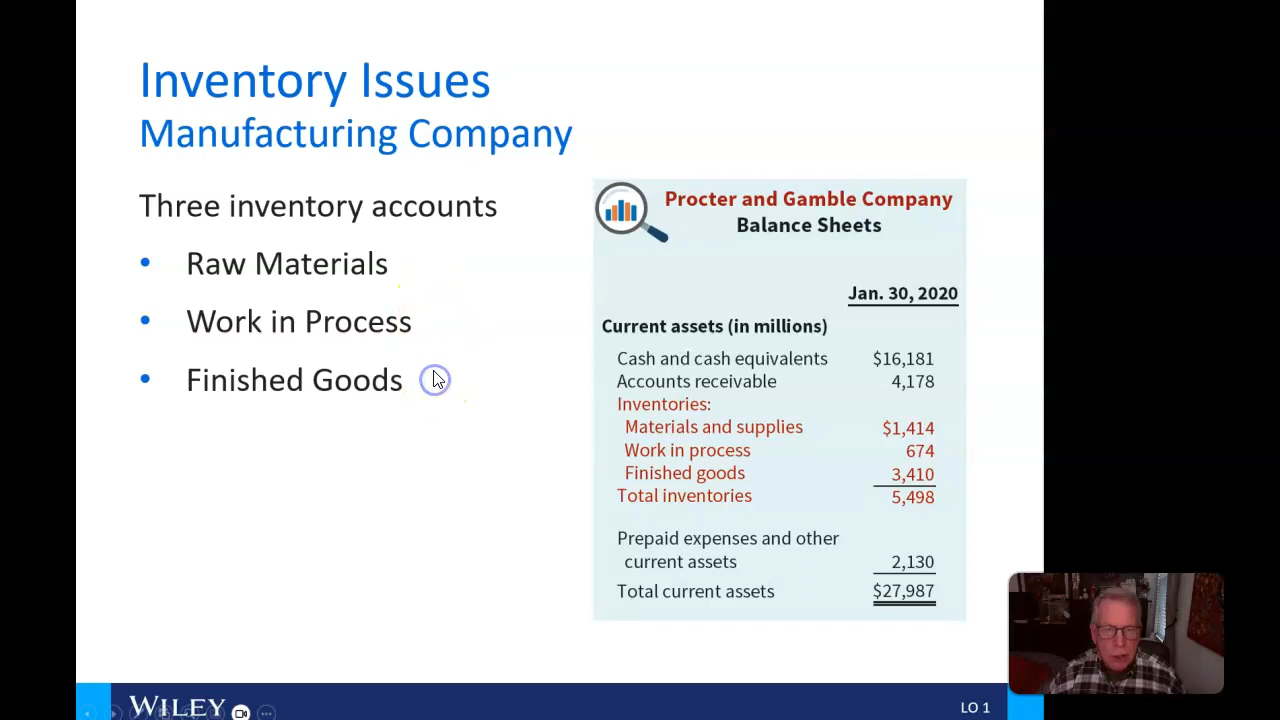 Inventory Issues
Manufacturing Company
Three inventory accounts
• Raw Materials
• Work in Process
• Finished Goods
Procter and Gamble Company
Balance Sheets
Jan. 30, 2020
Current assets (in millions)
Cash and cash equivalents $16,181
Accounts receivable 4,178
Inventories:
Materials and supplies $1,414
Work in process 674
Finished goods 3,410
Total inventories 5,498
Prepaid expenses and other
current assets 2,130
Total current assets $27,987
WILEY
LO 1